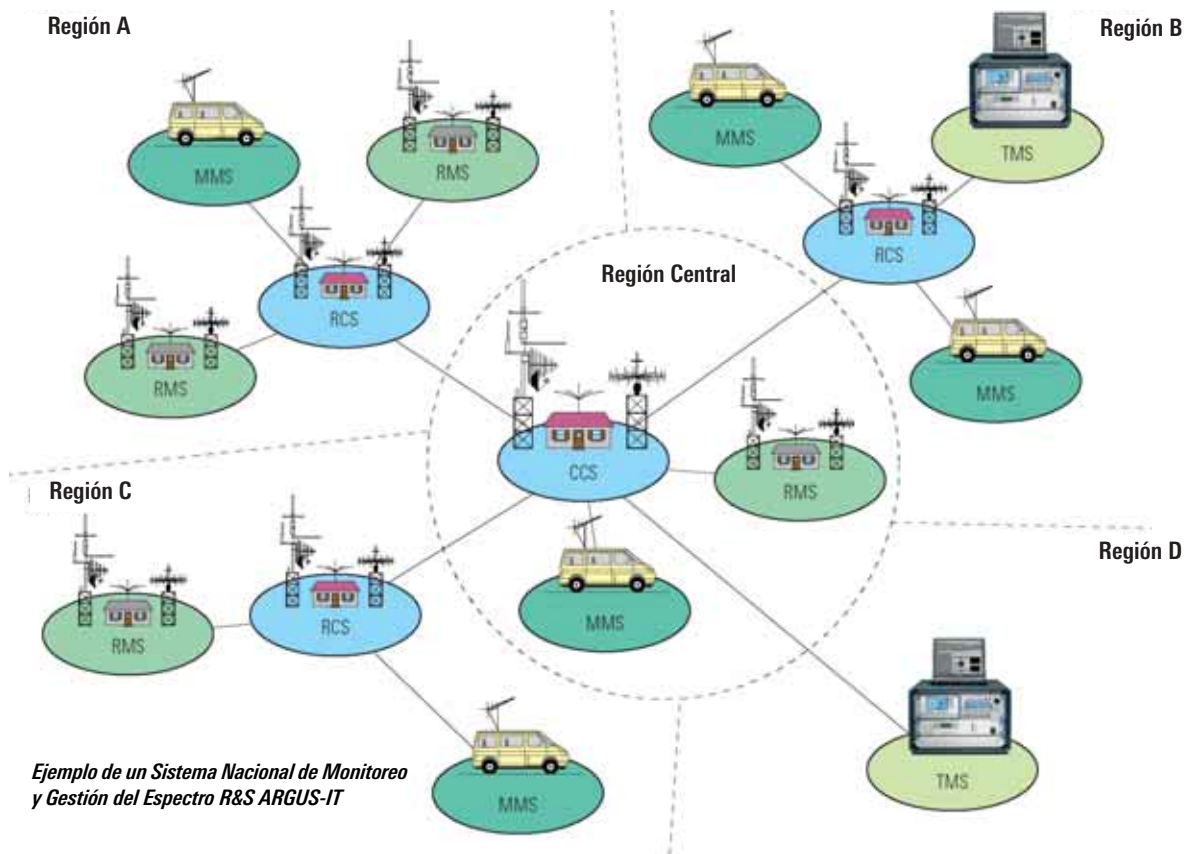 Región A
MMS
RMS
RCS
RMS
Región B
MMS
TMS
RCS
MMS
Región Central
CCS
RMS
MMS
Región C
RMS
RCS
MMS
Región D
TMS
Ejemplo de un Sistema Nacional de Monitoreo
y Gestión del Espectro R&S ARGUS-IT